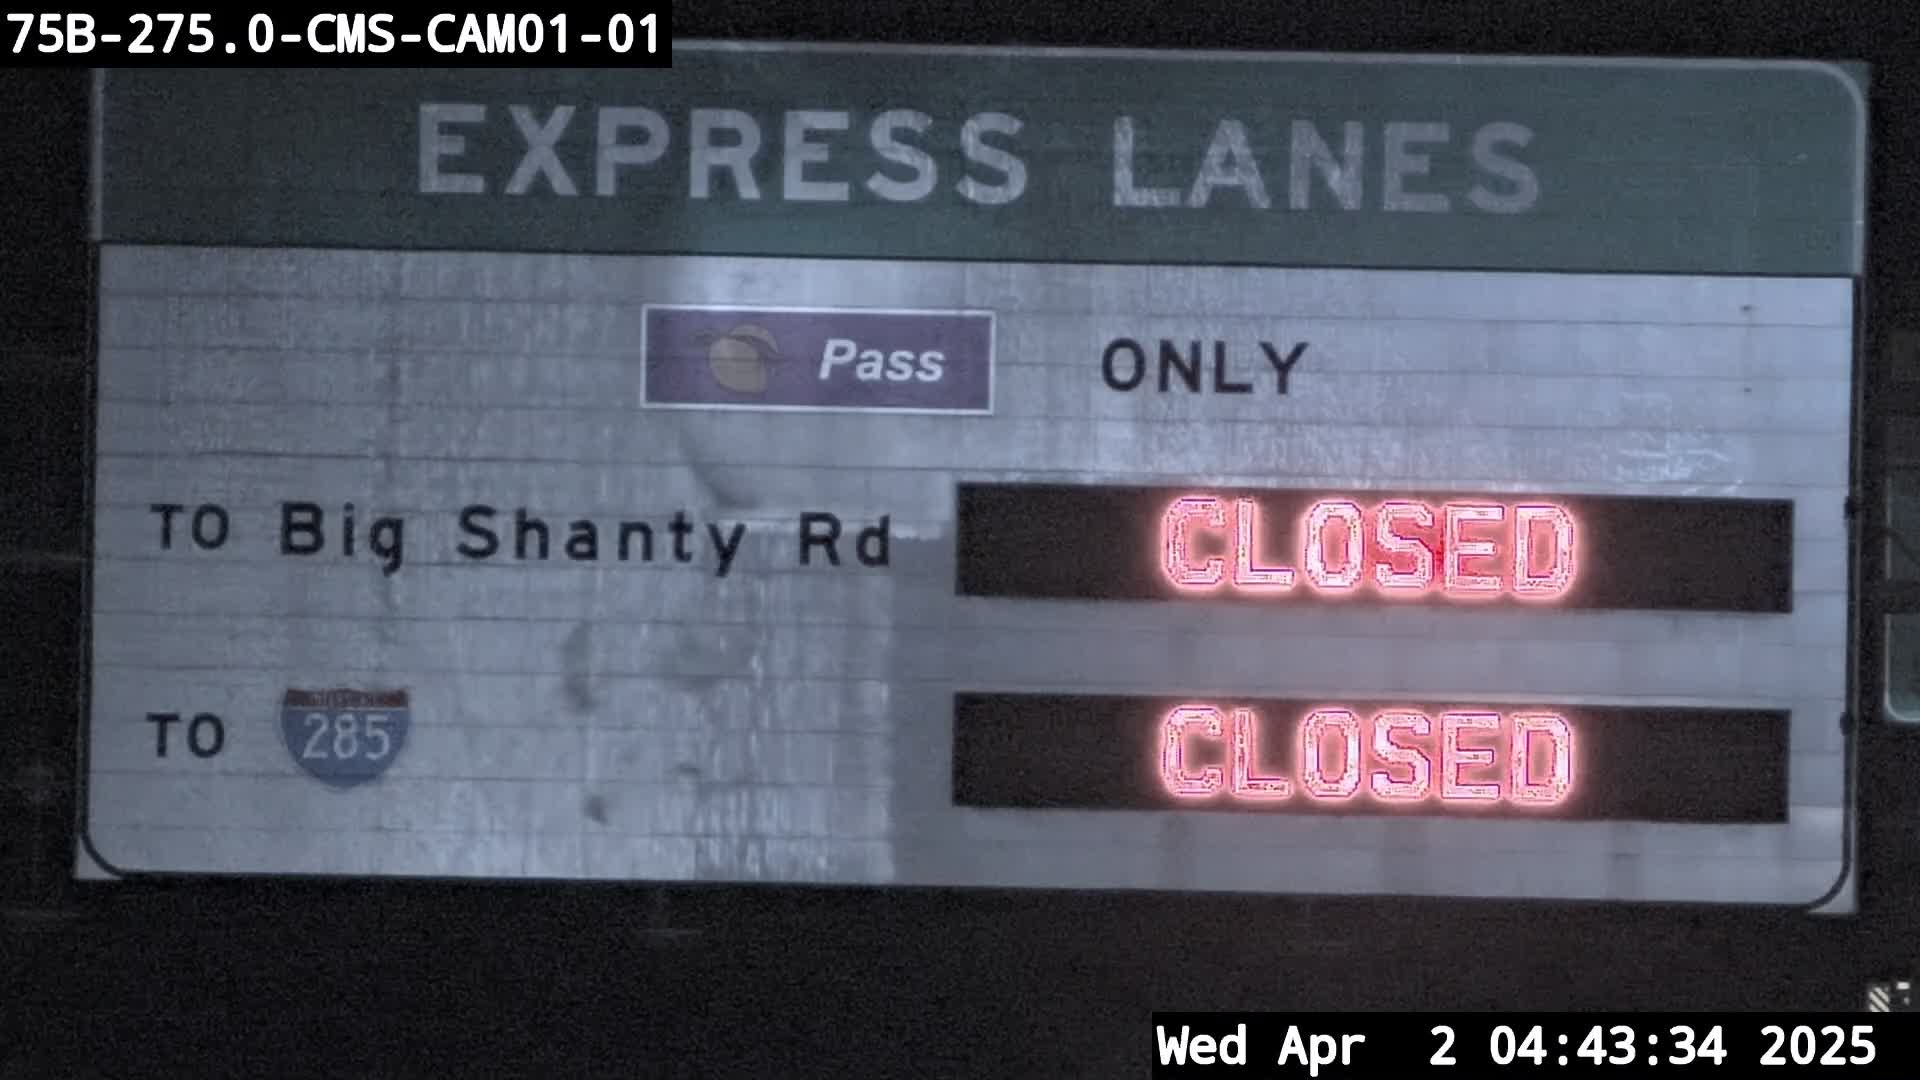 75B-275.0-CMS-CAM01-01
EXPRESS LANES
Pass ONLY
TO Big Shanty Rd CLOSED
TO 285 CLOSED
Wed Apr 2 04:43:34 2025